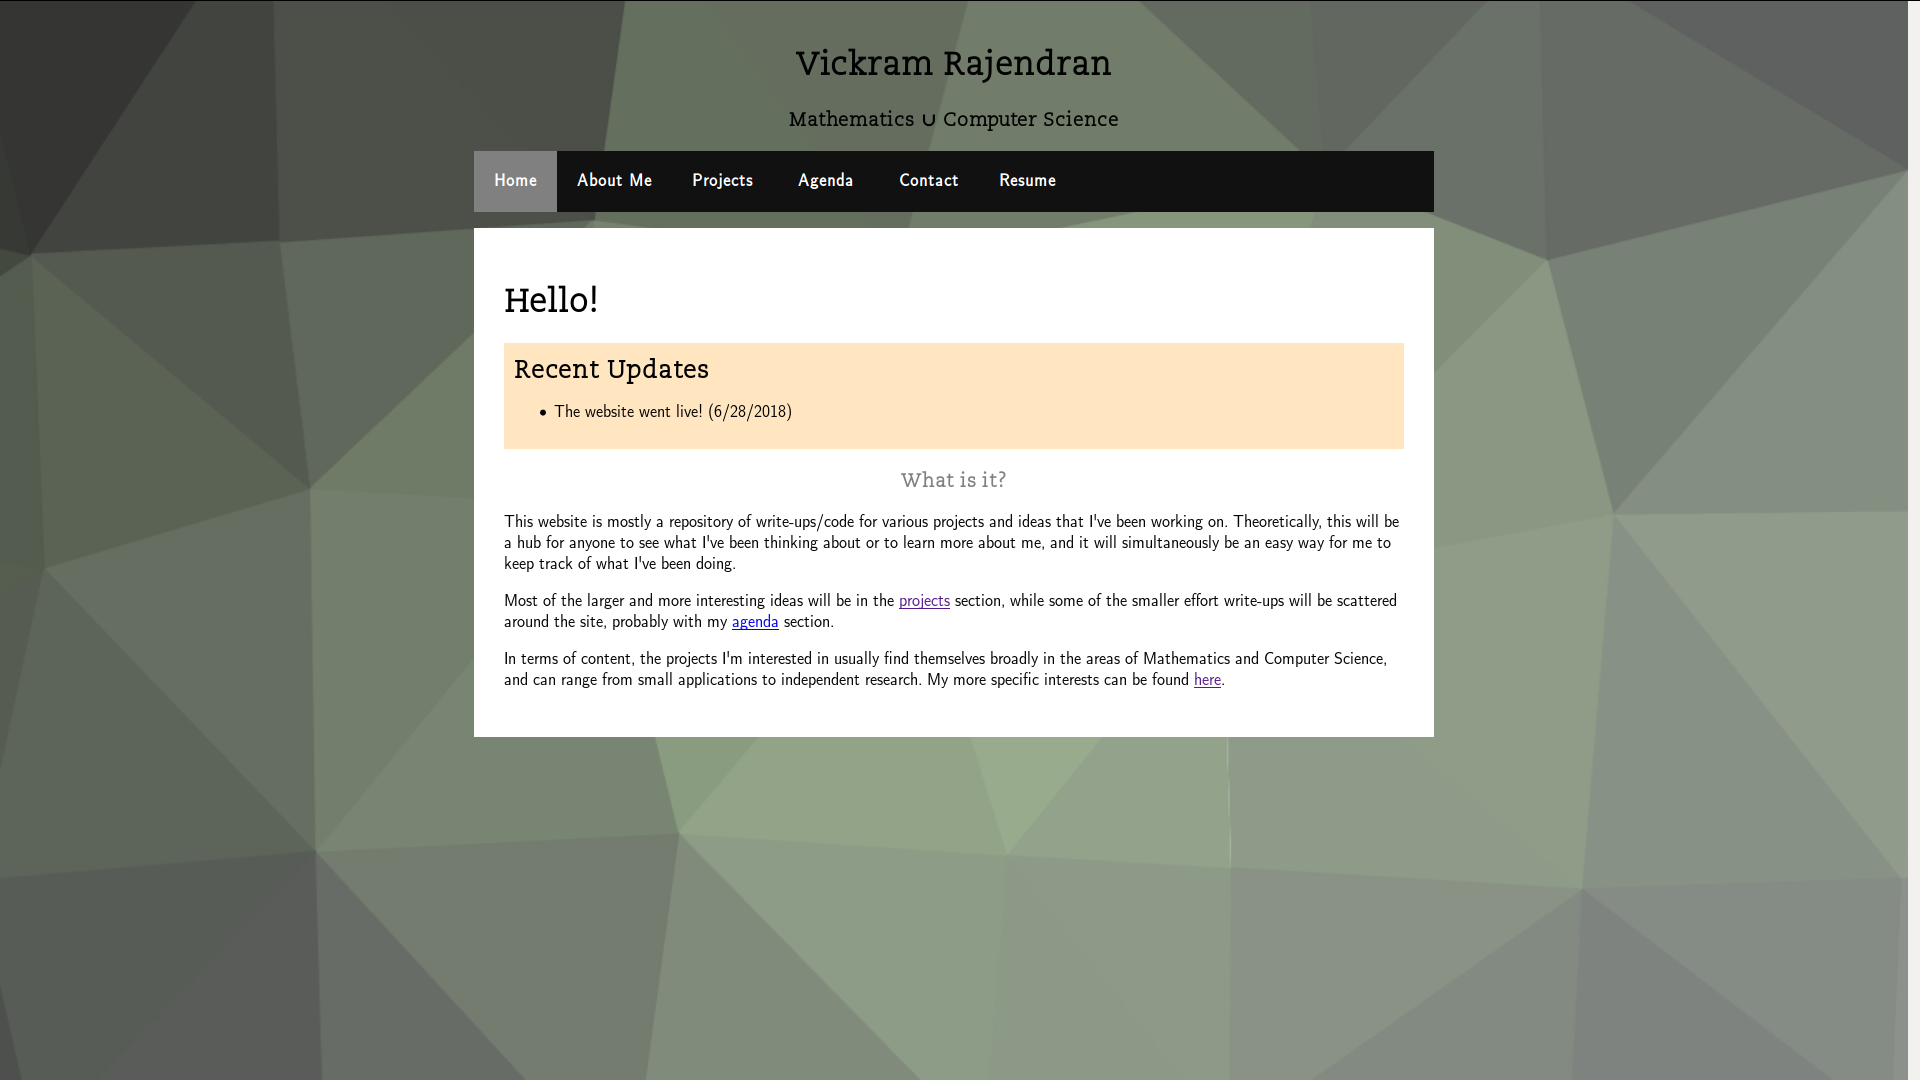 Vickram Rajendran
Mathematics ∪ Computer Science
Home About Me Projects Agenda Contact Resume
Hello!
Recent Updates
• The website went live! (6/28/2018)
What is it?
This website is mostly a repository of write-ups/code for various projects and ideas that I've been working on. Theoretically, this will be
a hub for anyone to see what I've been thinking about or to learn more about me, and it will simultaneously be an easy way for me to
keep track of what I've been doing.
Most of the larger and more interesting ideas will be in the projects section, while some of the smaller effort write-ups will be scattered
around the site, probably with my agenda section.
In terms of content, the projects I'm interested in usually find themselves broadly in the areas of Mathematics and Computer Science,
and can range from small applications to independent research. My more specific interests can be found here.